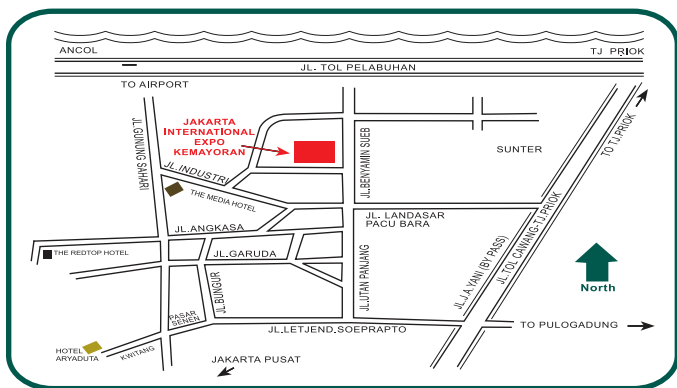 ANCOL
TJ PRIOK
JL. TOL PELABUHAN
TO AIRPORT
JAKARTA
INTERNATIONAL
EXPO
KEMAYORAN
JL.GUNUNG SAHARI
JL.BENYAMIN SUEB
SUNTER
TO TJ.PRIOK
JL.INDUSTRI
THE MEDIA HOTEL
JL. LANDASAR
PACU BARA
JL.ANGKASA
THE REDTOP HOTEL
JL.GARUDA
JL.UTAN PANJANG
JL.J.A.YANI (BY PASS)
JL.TOL CAWANG-TJ.PRIOK
North
JL.BUNGUR
PASAR
SENEN
JL.LETJEND.SOEPRAPTO
TO PULOGADUNG
HOTEL
ARYADUTA
KWITANG
JAKARTA PUSAT